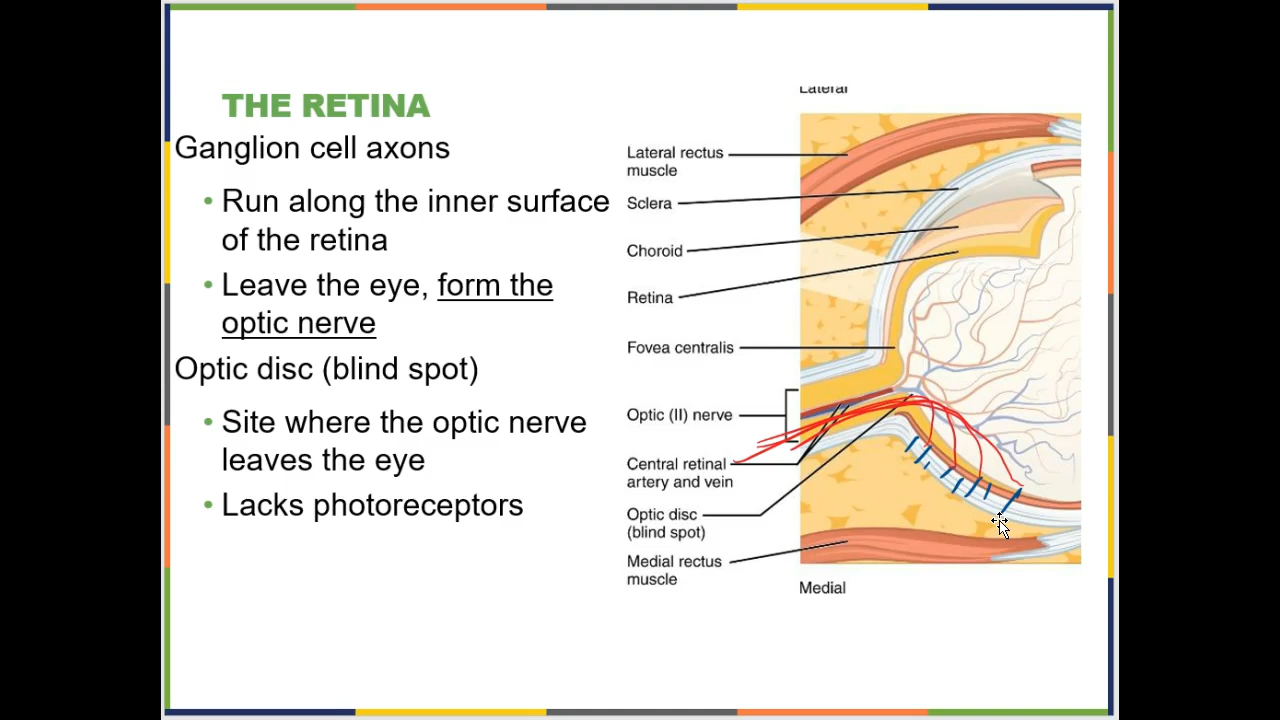 THE RETINA
Ganglion cell axons
• Run along the inner surface
of the retina
• Leave the eye, form the
optic nerve
Optic disc (blind spot)
• Site where the optic nerve
leaves the eye
• Lacks photoreceptors
Lateral
Lateral rectus
muscle
Sclera
Choroid
Retina
Fovea centralis
Optic (II) nerve
Central retinal
artery and vein
Optic disc
(blind spot)
Medial rectus
muscle
Medial